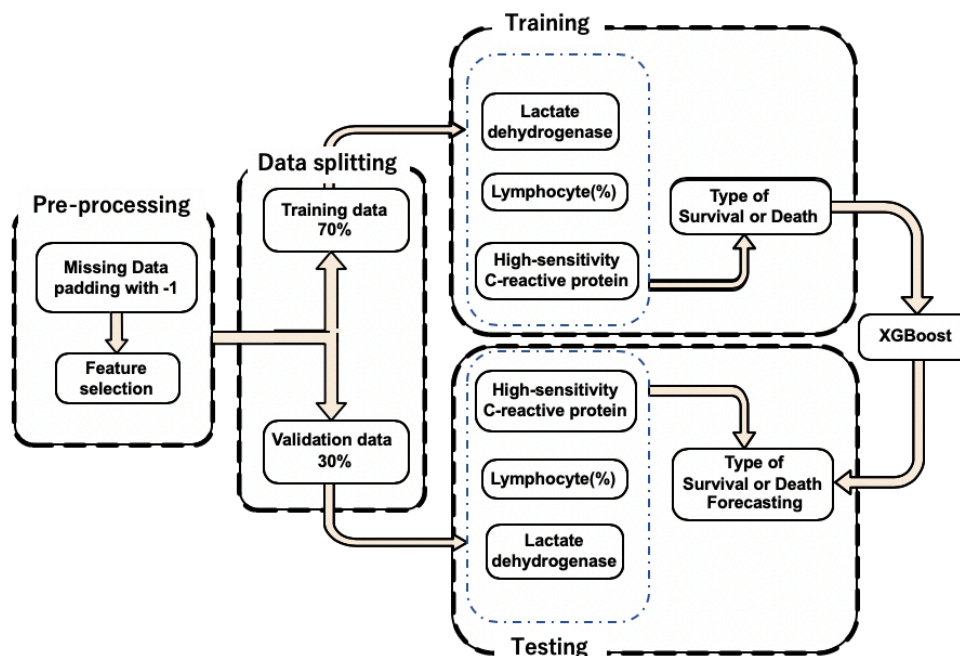 Pre-processing
Missing Data
padding with -1
Feature
selection
Data splitting
Training data
70%
Validation data
30%
Training
Lactate
dehydrogenase
Lymphocyte(%)
High-sensitivity
C-reactive protein
Type of
Survival or Death
XGBoost
High-sensitivity
C-reactive protein
Lymphocyte(%)
Lactate
dehydrogenase
Type of
Survival or Death
Forecasting
Testing